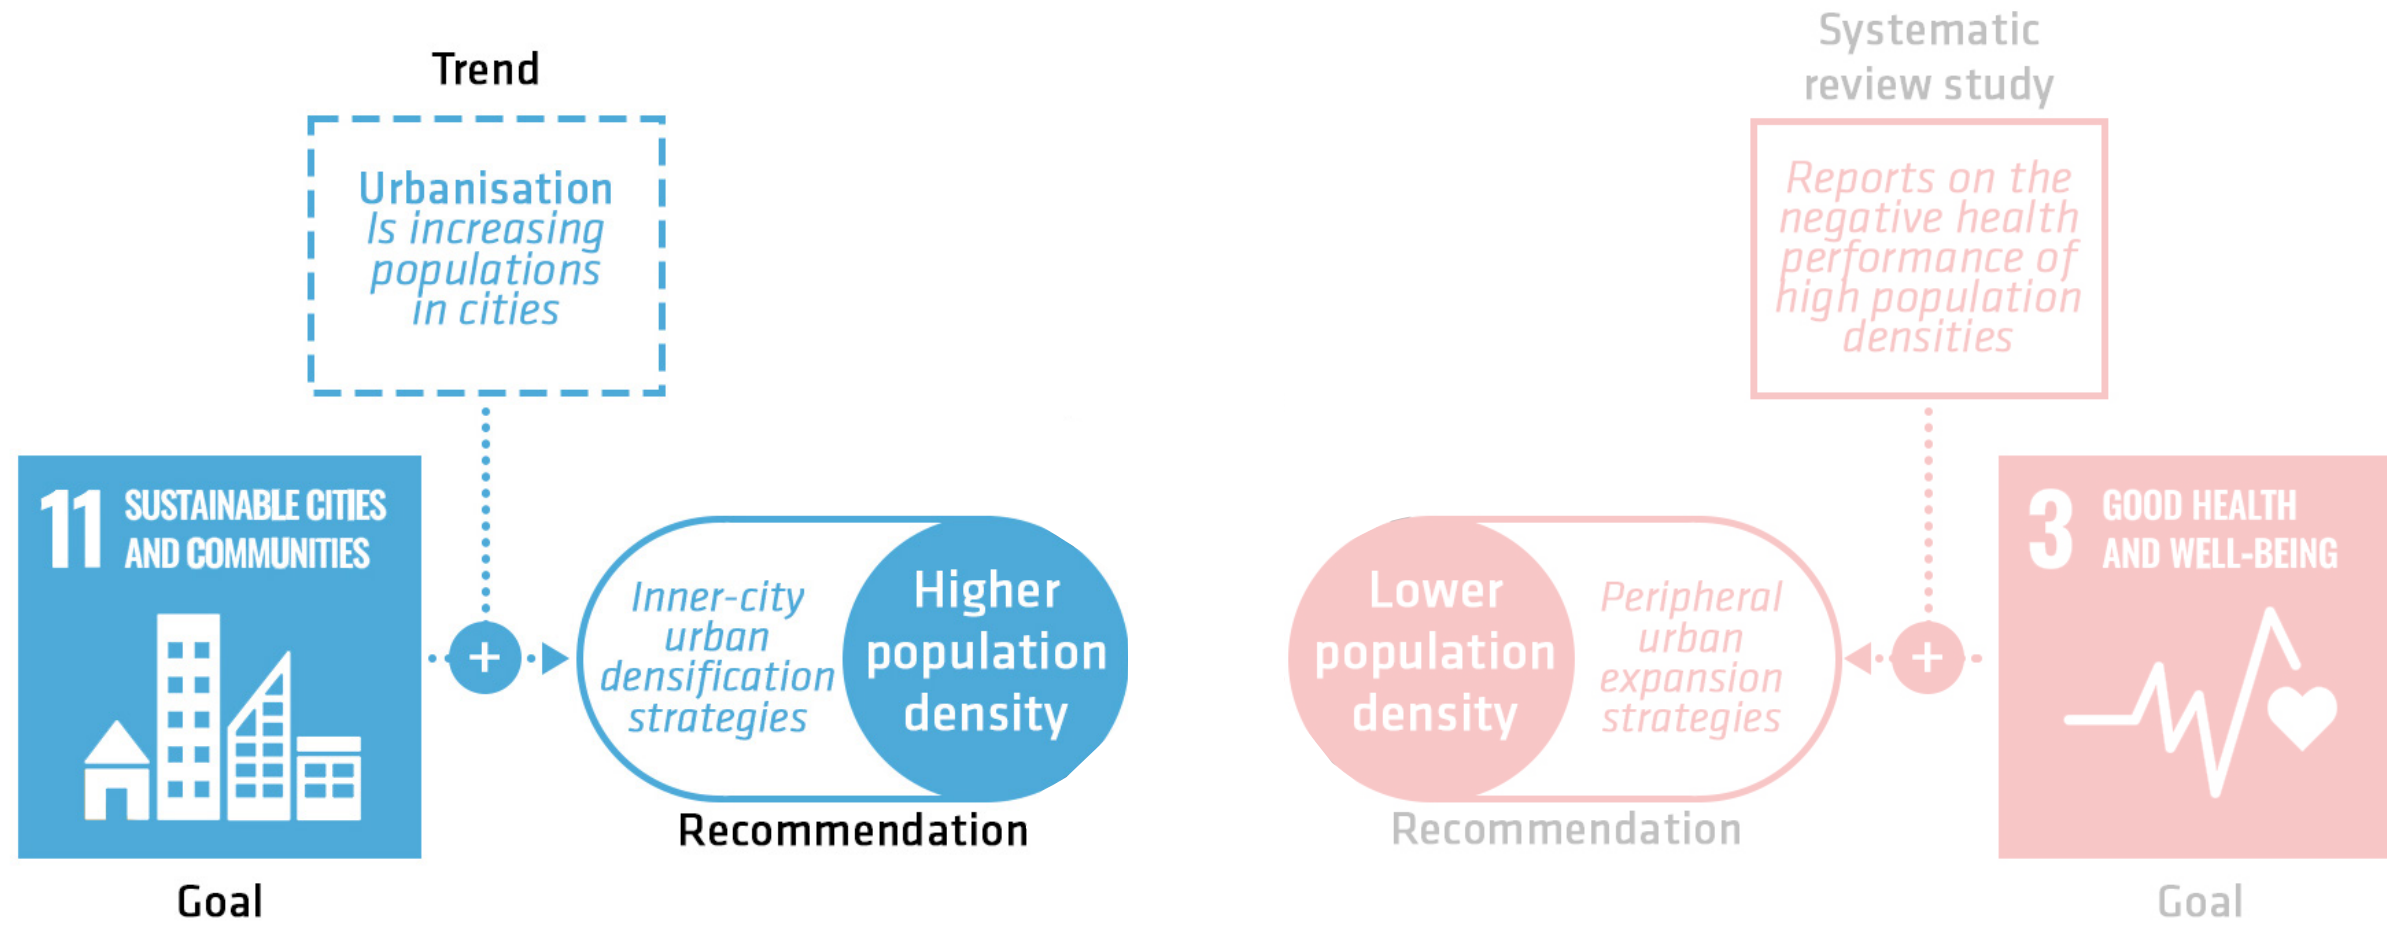 Trend
Urbanisation
Is increasing
populations
in cities
11 SUSTAINABLE CITIES
AND COMMUNITIES
+
Inner-city
urban
densification
strategies
Higher
population
density
Recommendation
Goal
Systematic
review study
Reports on the
negative health
performance of
high population
densities
Lower
population
density
Peripheral
urban
expansion
strategies
Recommendation
+
3 GOOD HEALTH
AND WELL-BEING
Goal